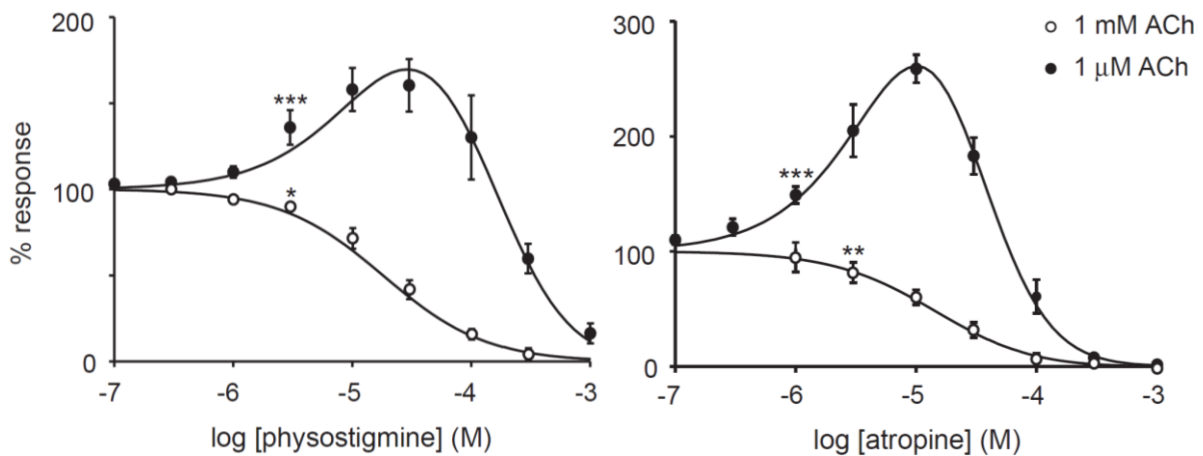 200
100
0
% response
***
*
-7 -6 -5 -4 -3
log [physostigmine] (M)
300
200
100
0
***
**
-7 -6 -5 -4 -3
log [atropine] (M)
1 mM ACh
1 μM ACh